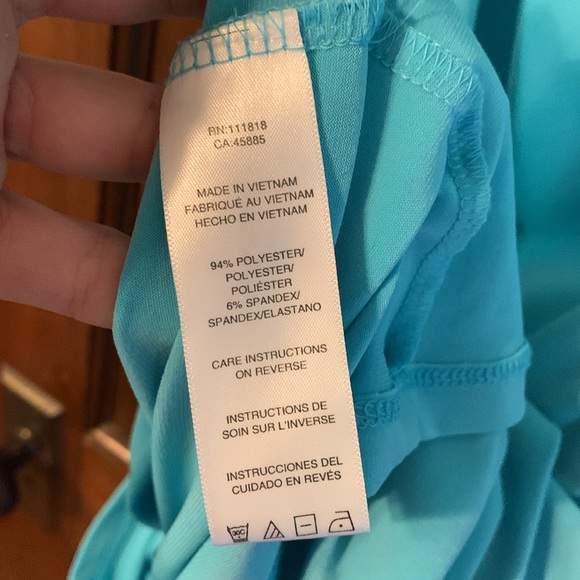 RN:111818
CA:45885
MADE IN VIETNAM
FABRIQUÉ AU VIETNAM
HECHO EN VIETNAM
94% POLYESTER/
POLYESTER/
POLIÉSTER
6% SPANDEX/
SPANDEX/ELASTANO
CARE INSTRUCTIONS
ON REVERSE
INSTRUCTIONS DE
SOIN SUR L'INVERSE
INSTRUCCIONES DEL
CUIDADO EN REVÉS
30C